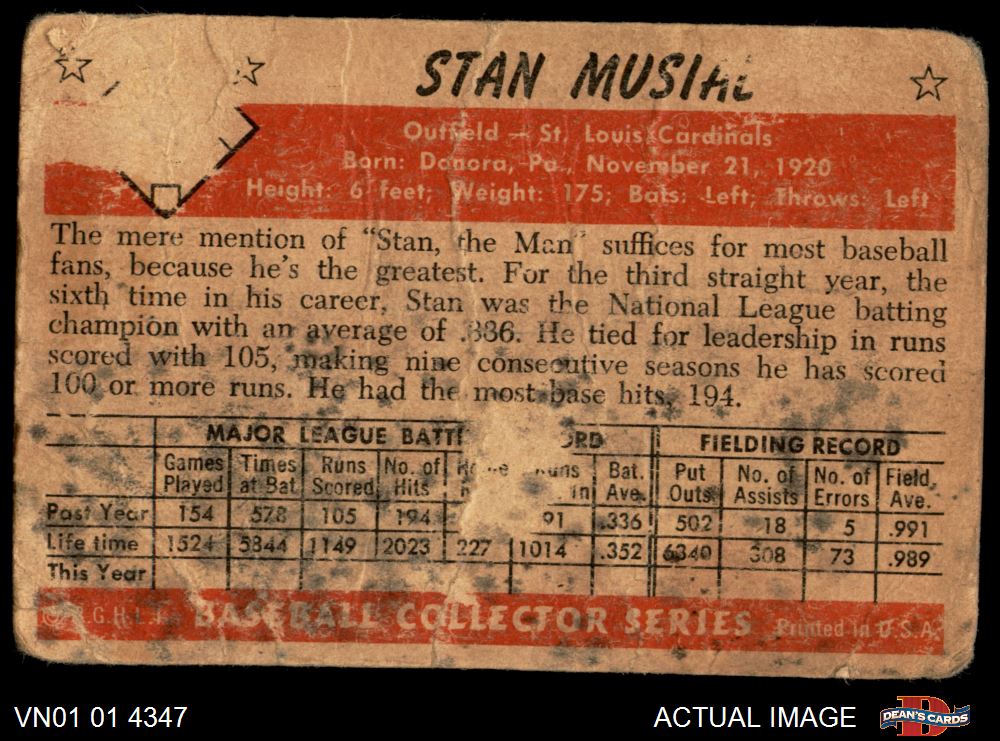 STAN MUSIAL
Outfield — St. Louis Cardinals
Born: Donora, Pa., November 21, 1920
Height: 6 feet; Weight: 175; Bats: Left; Throws: Left
The mere mention of “Stan, the Man” suffices for most baseball
fans, because he’s the greatest. For the third straight year, the
sixth time in his career, Stan was the National League batting
champion with an average of .336. He tied for leadership in runs
scored with 105, making nine consecutive seasons he has scored
100 or more runs. He had the most base hits, 194.
MAJOR LEAGUE BATTI ORD FIELDING RECORD
Games Played Times at Bat Runs Scored No. of Hits Runs In Bat. Ave. Put Outs No. of Assists No. of Errors Field. Ave.
Past Year 154 578 105 194 91 .336 502 18 5 .991
Life time 1524 5844 1149 2023 227 1014 .352 6340 308 73 .989
This Year
BASEBALL COLLECTOR SERIES Printed in U.S.A.
VN01 01 4347 ACTUAL IMAGE DEAN'S CARDS